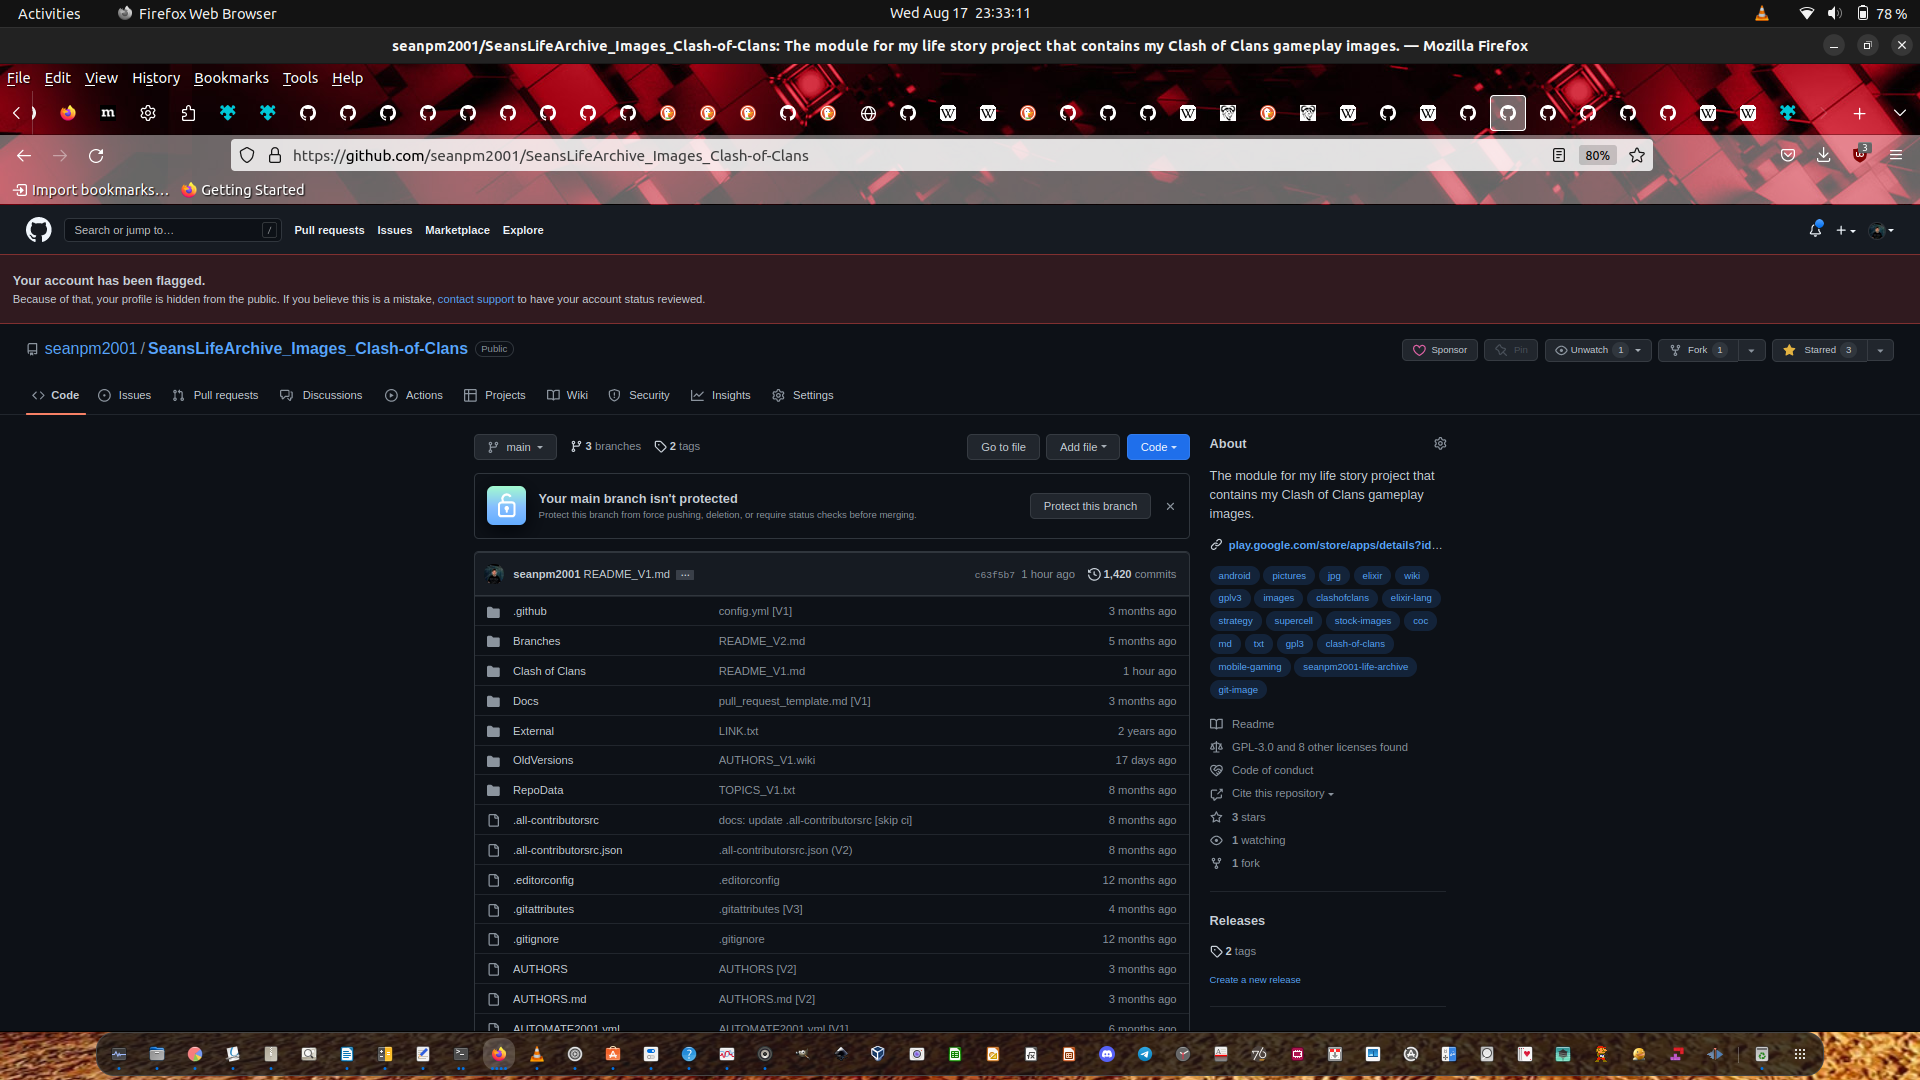 Activities
Firefox Web Browser
Wed Aug 17 23:33:11
78 %
seanpm2001/SeansLifeArchive_Images_Clash-of-Clans: The module for my life story project that contains my Clash of Clans gameplay images. — Mozilla Firefox
File Edit View History Bookmarks Tools Help
https://github.com/seanpm2001/SeansLifeArchive_Images_Clash-of-Clans
80%
3
Import bookmarks…
Getting Started
Search or jump to…
/
Pull requests Issues Marketplace Explore
Your account has been flagged.
Because of that, your profile is hidden from the public. If you believe this is a mistake, contact support to have your account status reviewed.
seanpm2001 / SeansLifeArchive_Images_Clash-of-Clans
Public
Sponsor
Pin
Unwatch 1
Fork 1
Starred 3
Code
Issues
Pull requests
Discussions
Actions
Projects
Wiki
Security
Insights
Settings
main
3 branches
2 tags
Go to file
Add file
Code
Your main branch isn't protected
Protect this branch from force pushing, deletion, or require status checks before merging.
Protect this branch
seanpm2001 README_V1.md ...
c63f5b7 1 hour ago
1,420 commits
.github config.yml [V1] 3 months ago
Branches README_V2.md 5 months ago
Clash of Clans README_V1.md 1 hour ago
Docs pull_request_template.md [V1] 3 months ago
External LINK.txt 2 years ago
OldVersions AUTHORS_V1.wiki 17 days ago
RepoData TOPICS_V1.txt 8 months ago
.all-contributorsrc docs: update .all-contributorsrc [skip ci] 8 months ago
.all-contributorsrc.json .all-contributorsrc.json (V2) 8 months ago
.editorconfig .editorconfig 12 months ago
.gitattributes .gitattributes [V3] 4 months ago
.gitignore .gitignore 12 months ago
AUTHORS AUTHORS [V2] 3 months ago
AUTHORS.md AUTHORS.md [V2] 3 months ago
AUTOMATE2001.yml AUTOMATE2001.yml [V1] 6 months ago
About
The module for my life story project that
contains my Clash of Clans gameplay
images.
play.google.com/store/apps/details?id…
android pictures jpg elixir wiki
gplv3 images clashofclans elixir-lang
strategy supercell stock-images coc
md txt gpl3 clash-of-clans
mobile-gaming seanpm2001-life-archive
git-image
Readme
GPL-3.0 and 8 other licenses found
Code of conduct
Cite this repository
3 stars
1 watching
1 fork
Releases
2 tags
Create a new release